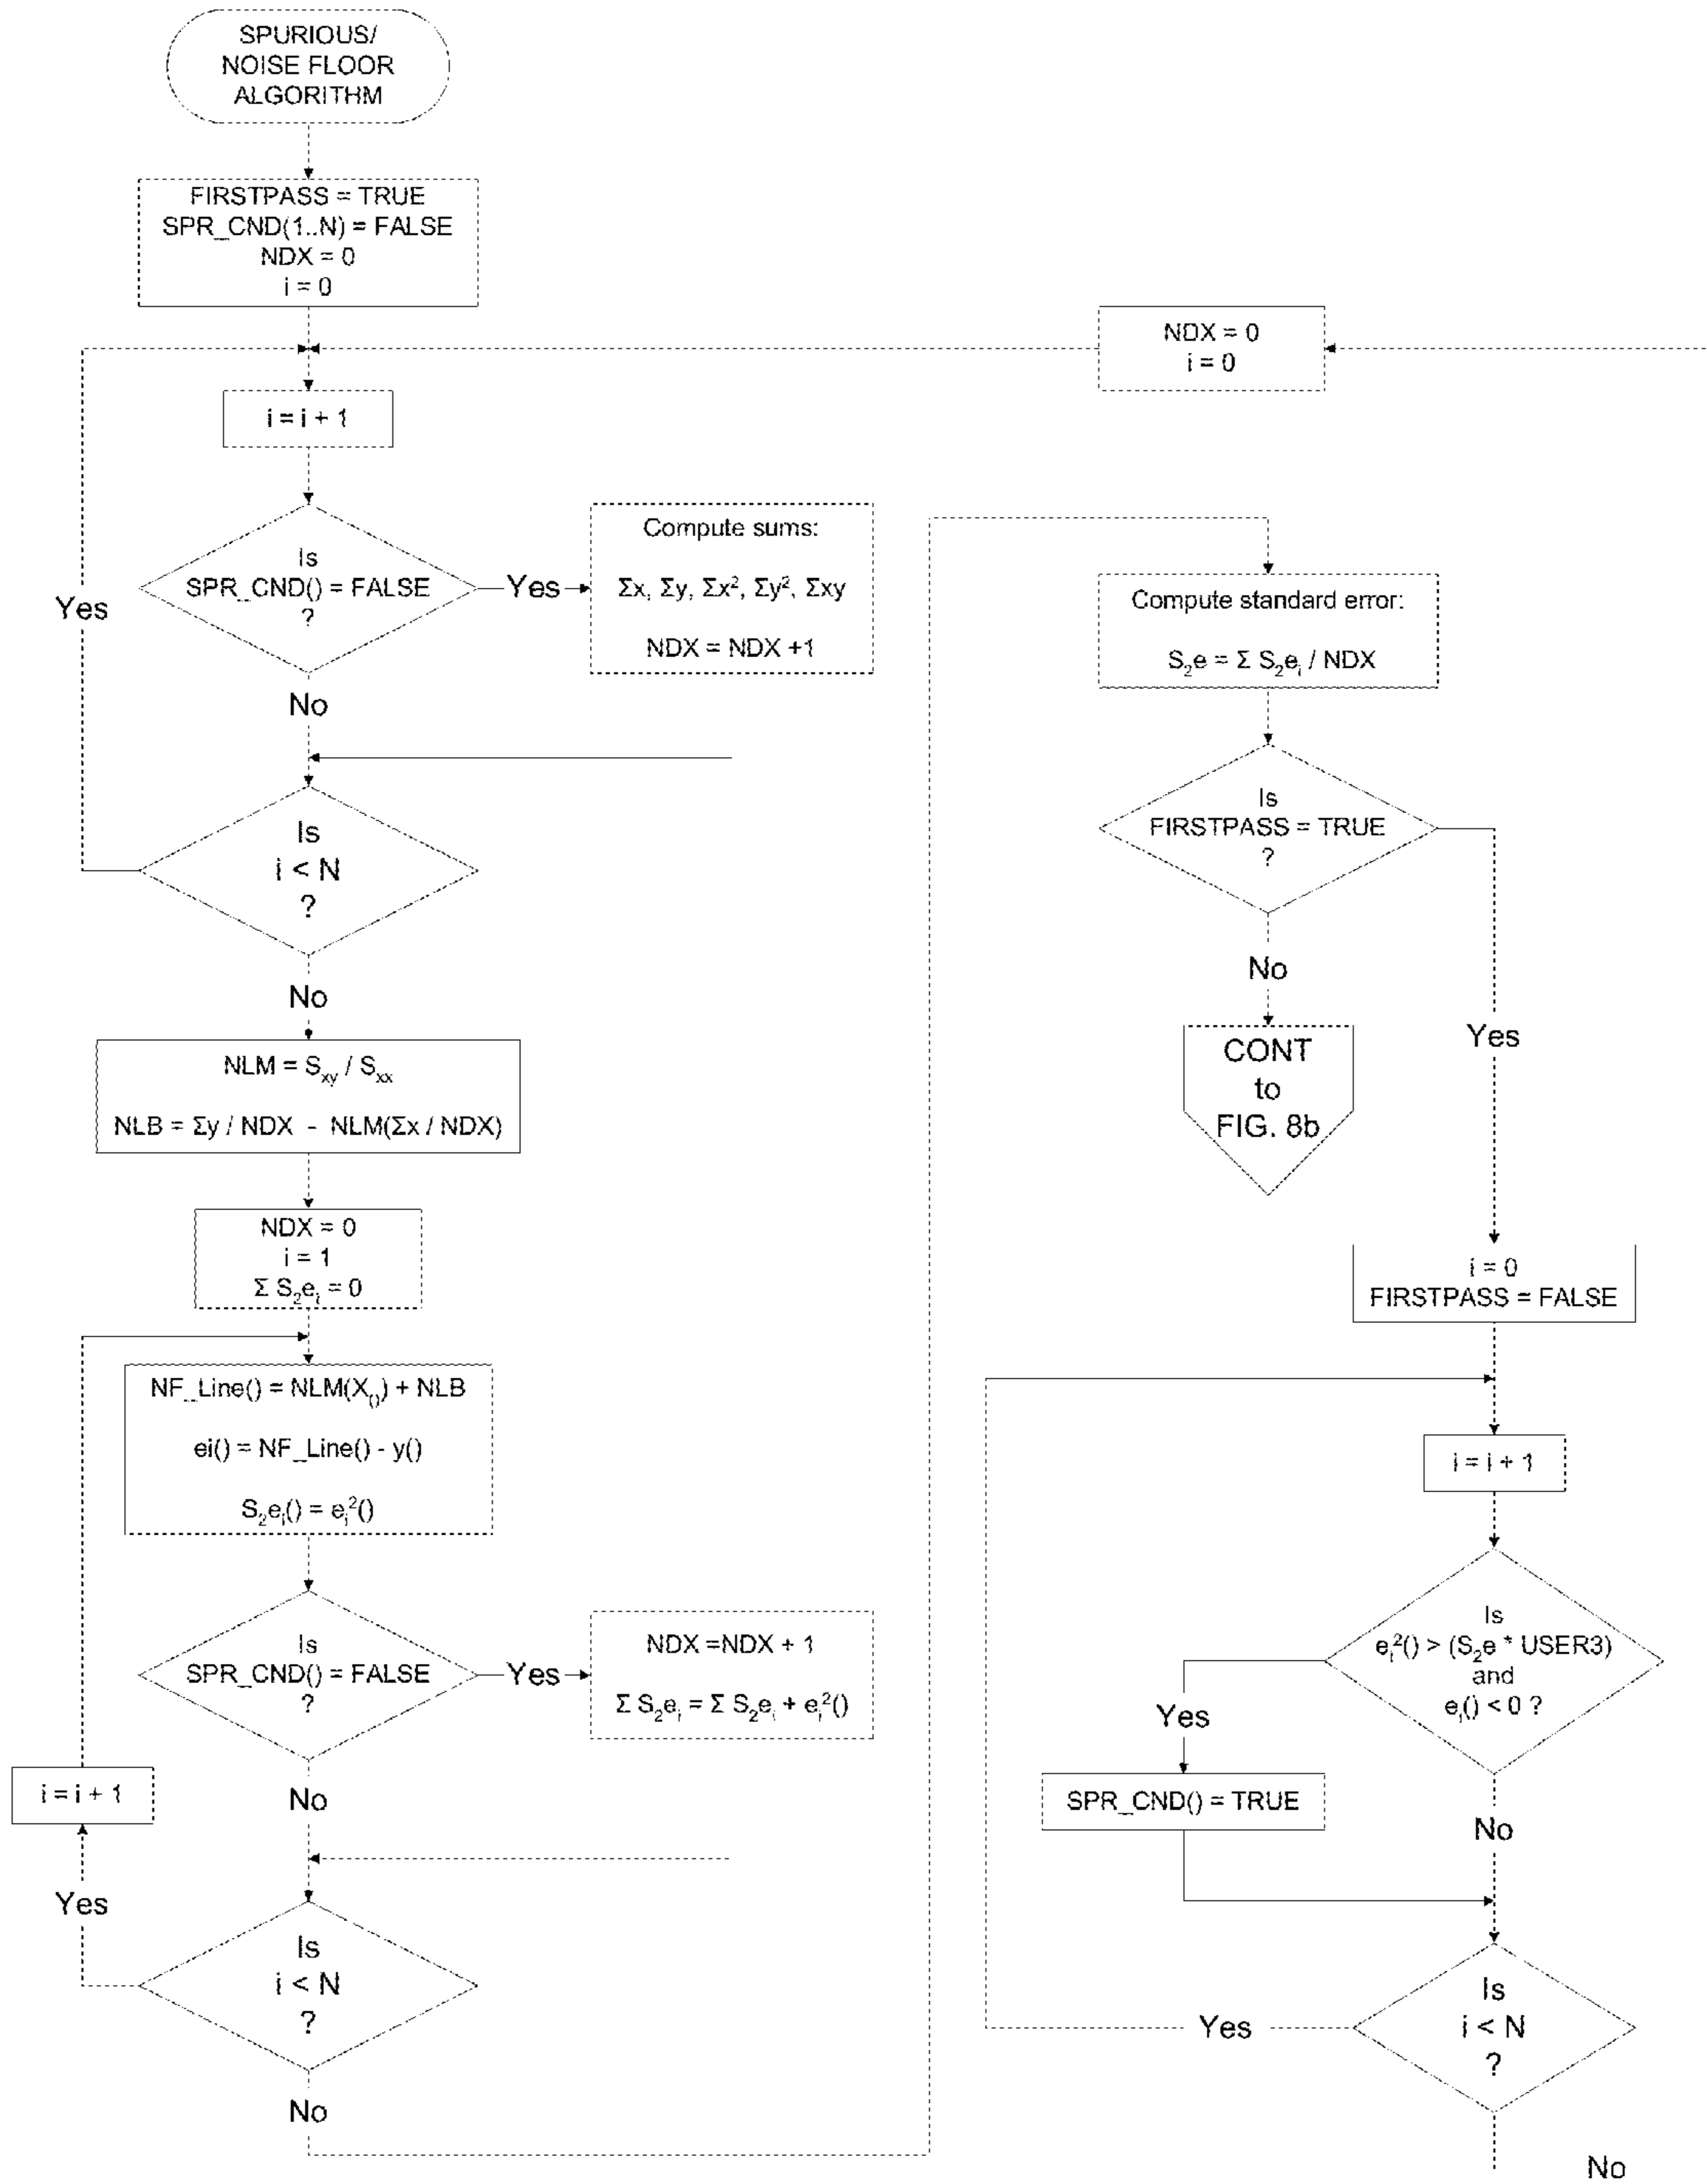 SPURIOUS/
NOISE FLOOR
ALGORITHM
FIRSTPASS = TRUE
SPR_CND(1..N) = FALSE
NDX = 0
i = 0
NDX = 0
i = 0
i = i + 1
Is
SPR_CND() = FALSE
?
Yes
Compute sums:
Σx, Σy, Σx², Σy², Σxy
NDX = NDX +1
Yes
No
Is
i < N
?
No
NLM = S_xy / S_xx
NLB = Σy / NDX - NLM(Σx / NDX)
NDX = 0
i = 1
Σ S₂eᵢ = 0
NF_Line() = NLM(X₍₎) + NLB
ei() = NF_Line() - y()
S₂eᵢ() = eᵢ²()
Is
SPR_CND() = FALSE
?
Yes
NDX =NDX + 1
Σ S₂eᵢ = Σ S₂eᵢ + eᵢ²()
i = i + 1
No
Yes
Is
i < N
?
No
Compute standard error:
S₂e = Σ S₂eᵢ / NDX
Is
FIRSTPASS = TRUE
?
No
Yes
CONT
to
FIG. 8b
i = 0
FIRSTPASS = FALSE
i = i + 1
Is
eᵢ²() > (S₂e * USER3)
and
eᵢ() < 0 ?
Yes
SPR_CND() = TRUE
No
Is
i < N
?
Yes
No